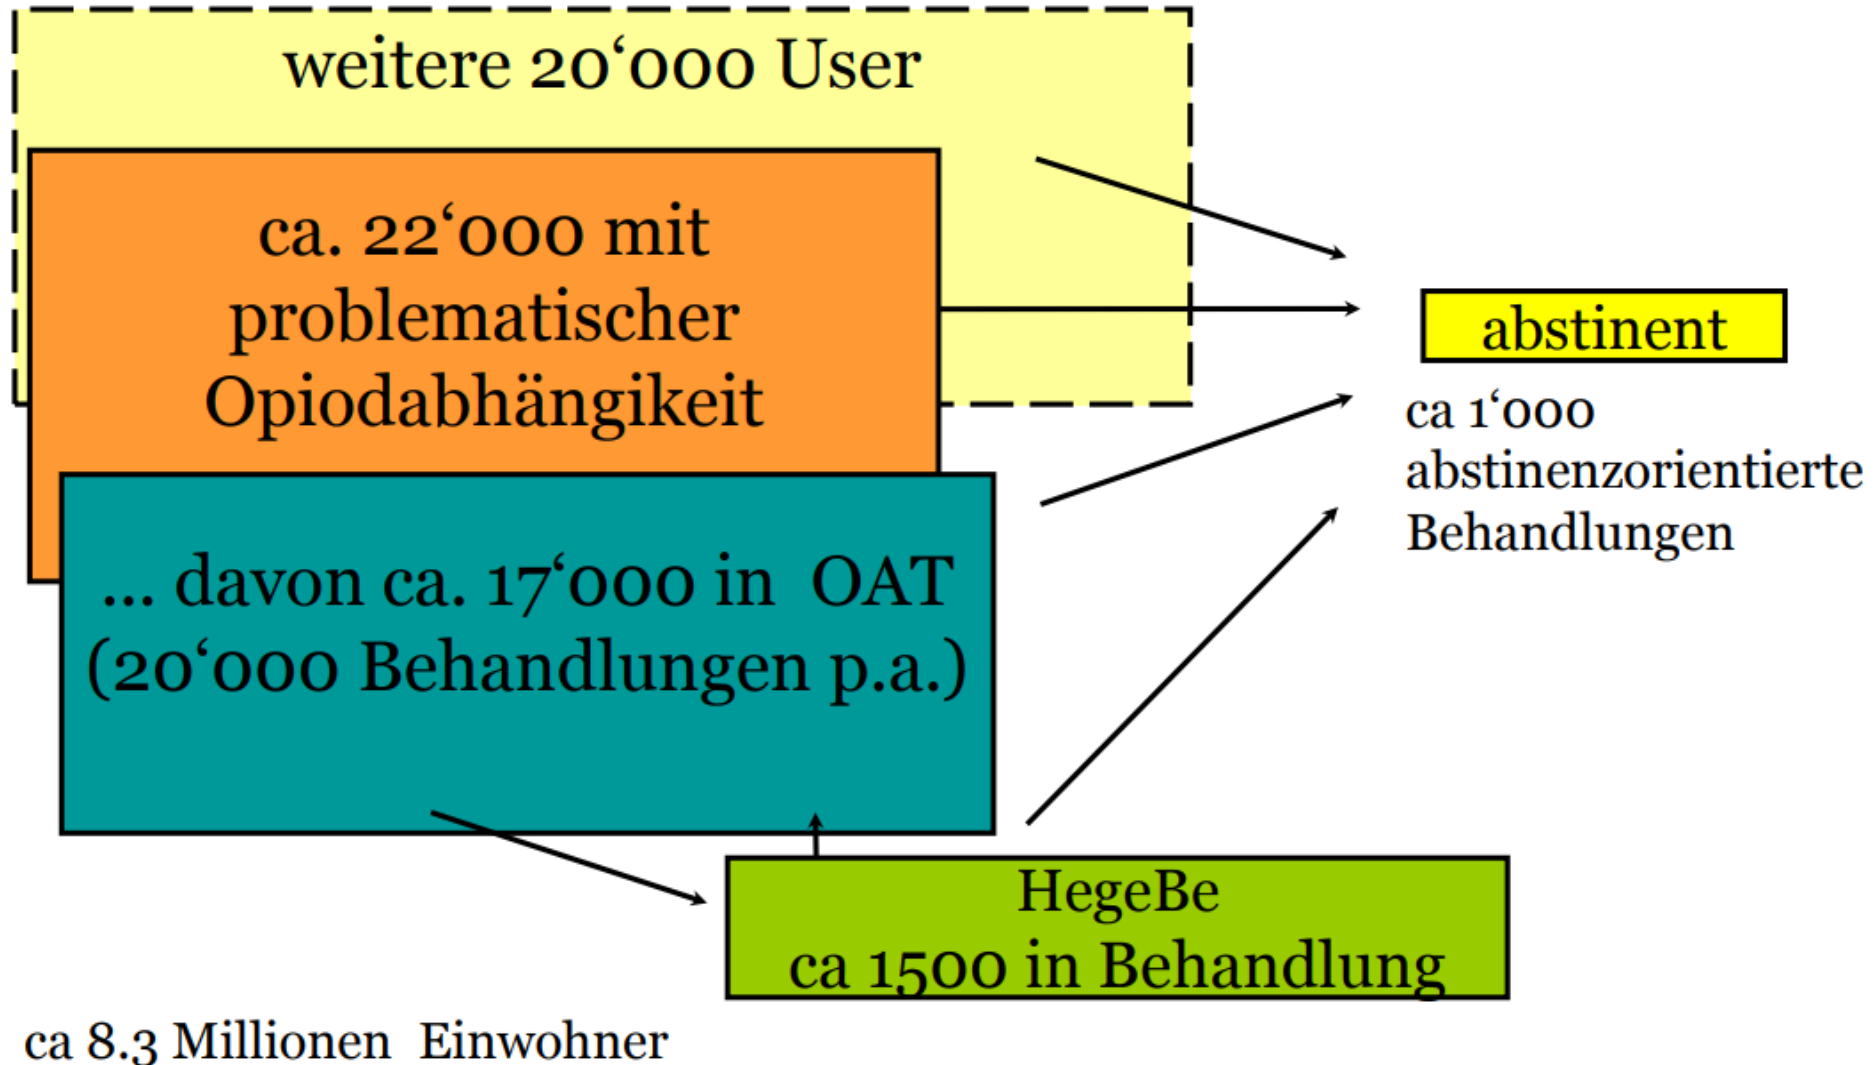 weitere 20‘000 User
ca. 22‘000 mit
problematischer
Opiodabhängikeit
... davon ca. 17‘000 in OAT
(20‘000 Behandlungen p.a.)
abstinent
ca 1‘000
abstinenzorientierte
Behandlungen
HegeBe
ca 1500 in Behandlung
ca 8.3 Millionen Einwohner